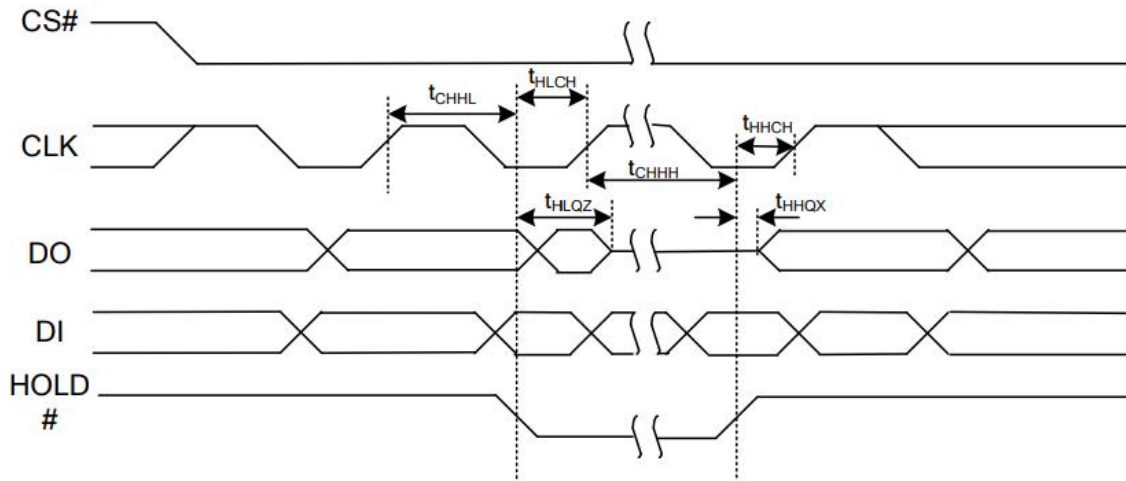 CS#
tHLCH
tCHHL
tHHCH
CLK
tCHHH
tHLQZ
tHHQX
DO
DI
HOLD
#